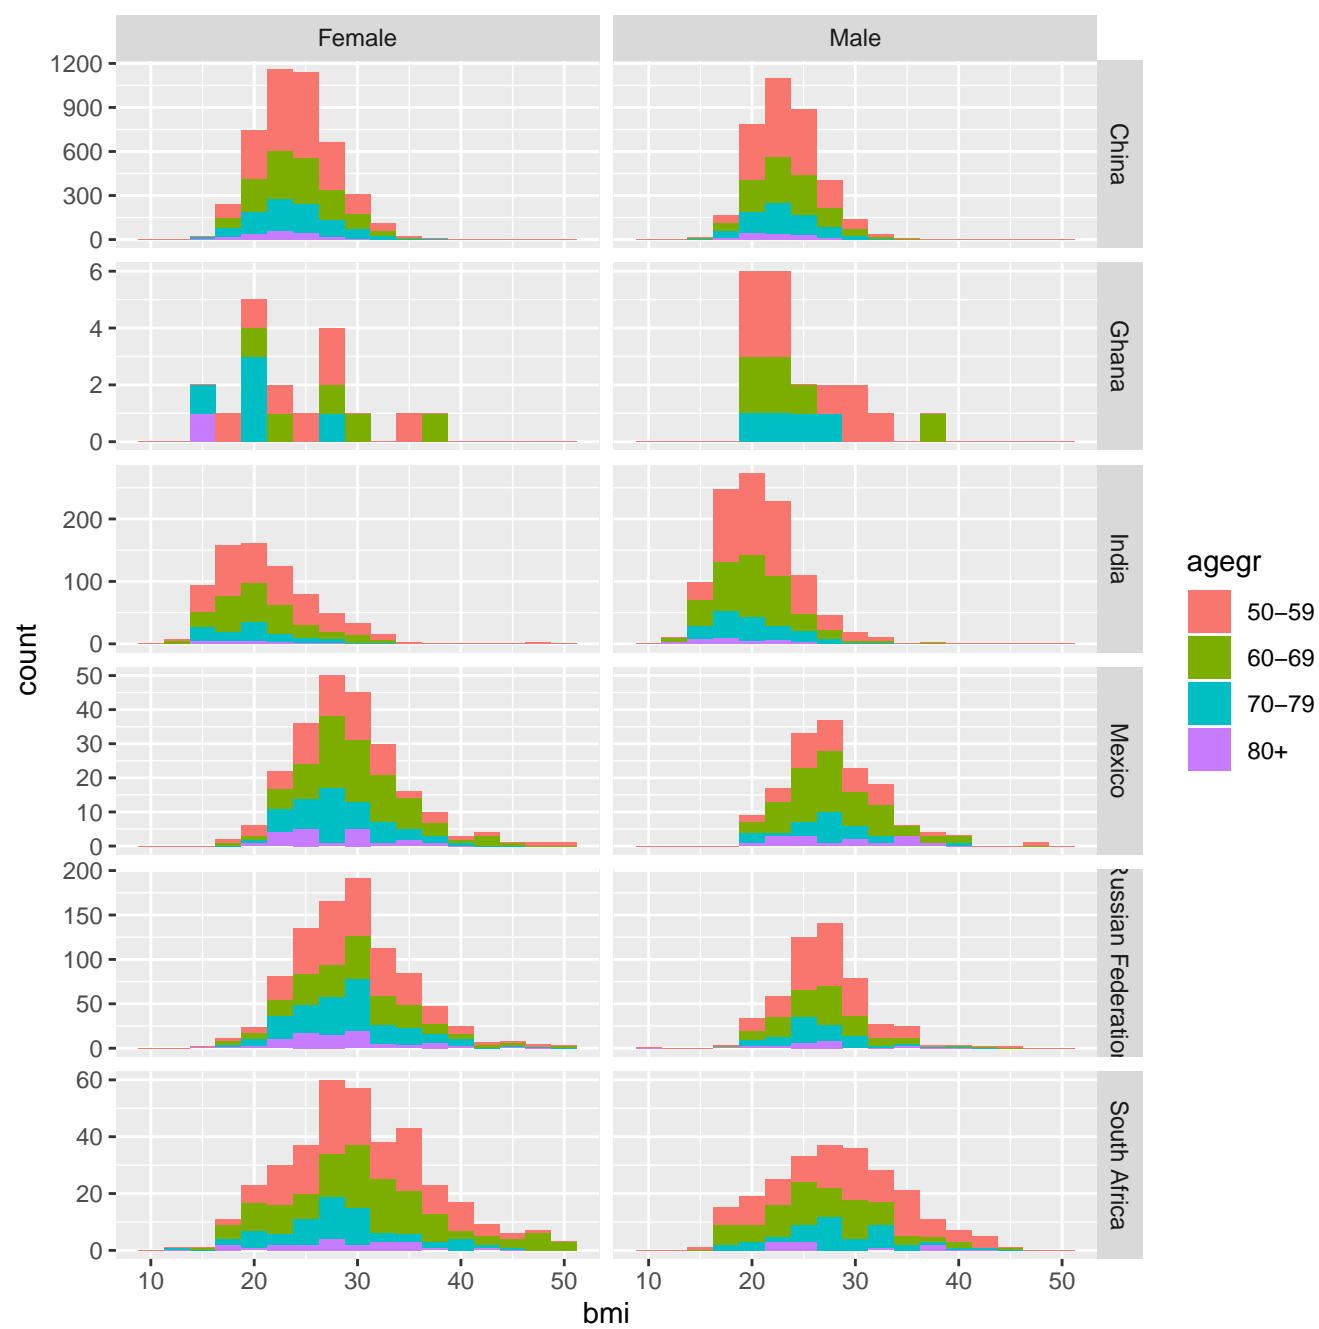 Female Male
1200
900
600
300
0
China
6
4
2
0
Ghana
200
100
0
India
50
40
30
20
10
0
Mexico
200
150
100
50
0
Russian Federation
60
40
20
0
South Africa
10 20 30 40 50 10 20 30 40 50
bmi
count
agegr
50−59
60−69
70−79
80+